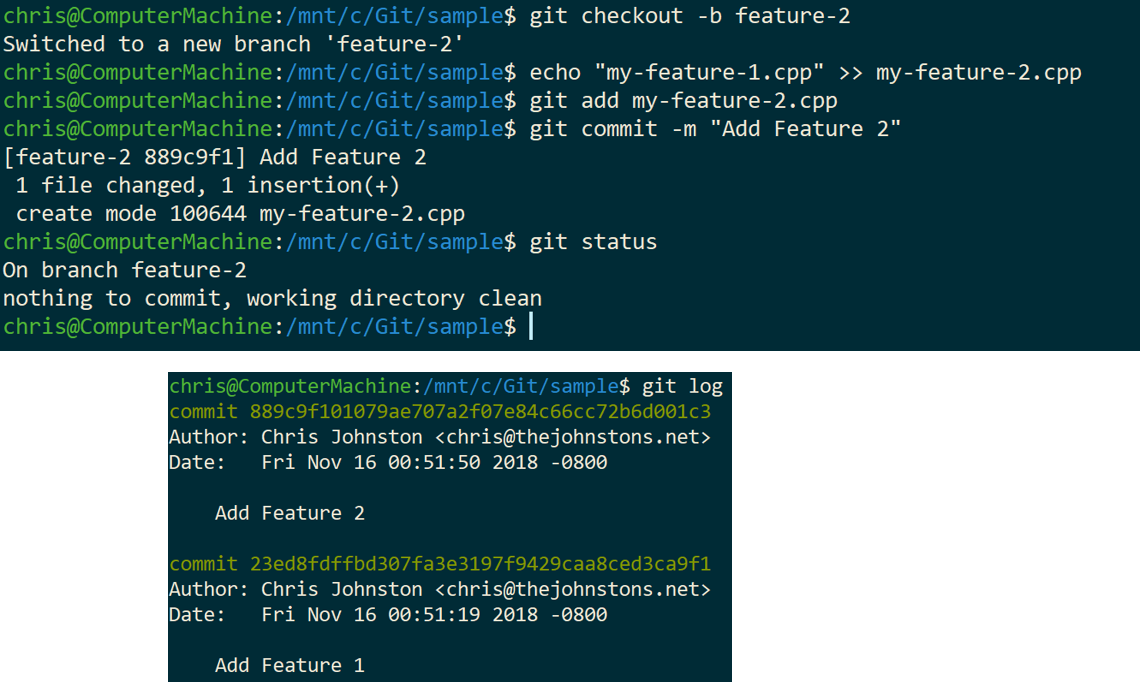 chris@ComputerMachine:/mnt/c/Git/sample$ git checkout -b feature-2
Switched to a new branch 'feature-2'
chris@ComputerMachine:/mnt/c/Git/sample$ echo "my-feature-1.cpp" >> my-feature-2.cpp
chris@ComputerMachine:/mnt/c/Git/sample$ git add my-feature-2.cpp
chris@ComputerMachine:/mnt/c/Git/sample$ git commit -m "Add Feature 2"
[feature-2 889c9f1] Add Feature 2
 1 file changed, 1 insertion(+)
 create mode 100644 my-feature-2.cpp
chris@ComputerMachine:/mnt/c/Git/sample$ git status
On branch feature-2
nothing to commit, working directory clean
chris@ComputerMachine:/mnt/c/Git/sample$
chris@ComputerMachine:/mnt/c/Git/sample$ git log
commit 889c9f101079ae707a2f07e84c66cc72b6d001c3
Author: Chris Johnston <chris@thejohnstons.net>
Date:   Fri Nov 16 00:51:50 2018 -0800
    Add Feature 2
commit 23ed8fdffbd307fa3e3197f9429caa8ced3ca9f1
Author: Chris Johnston <chris@thejohnstons.net>
Date:   Fri Nov 16 00:51:19 2018 -0800
    Add Feature 1